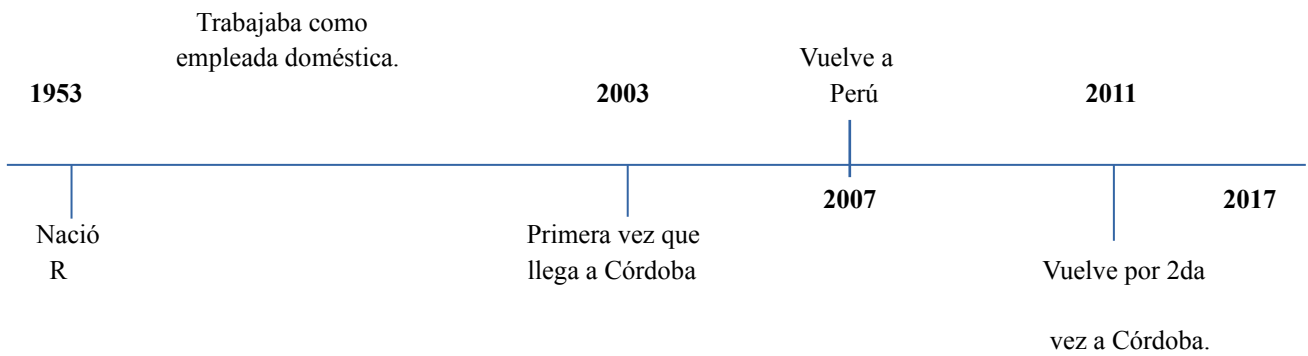 Trabajaba como
empleada doméstica.
Vuelve a
1953
2003
Perú
2011
2007
2017
Nació
R
Primera vez que
llega a Córdoba
Vuelve por 2da
vez a Córdoba.